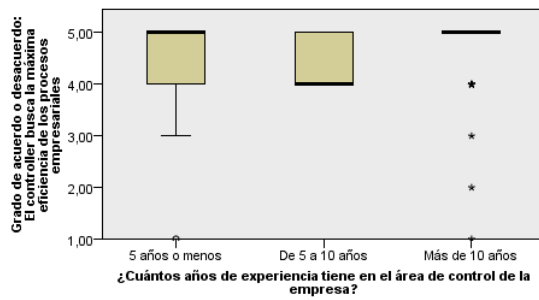 Grado de acuerdo o desacuerdo:
El controller busca la máxima
eficiencia de los procesos
empresariales
5,00
4,00
3,00
2,00
1,00
5 años o menos
De 5 a 10 años
Más de 10 años
¿Cuántos años de experiencia tiene en el área de control de la
empresa?